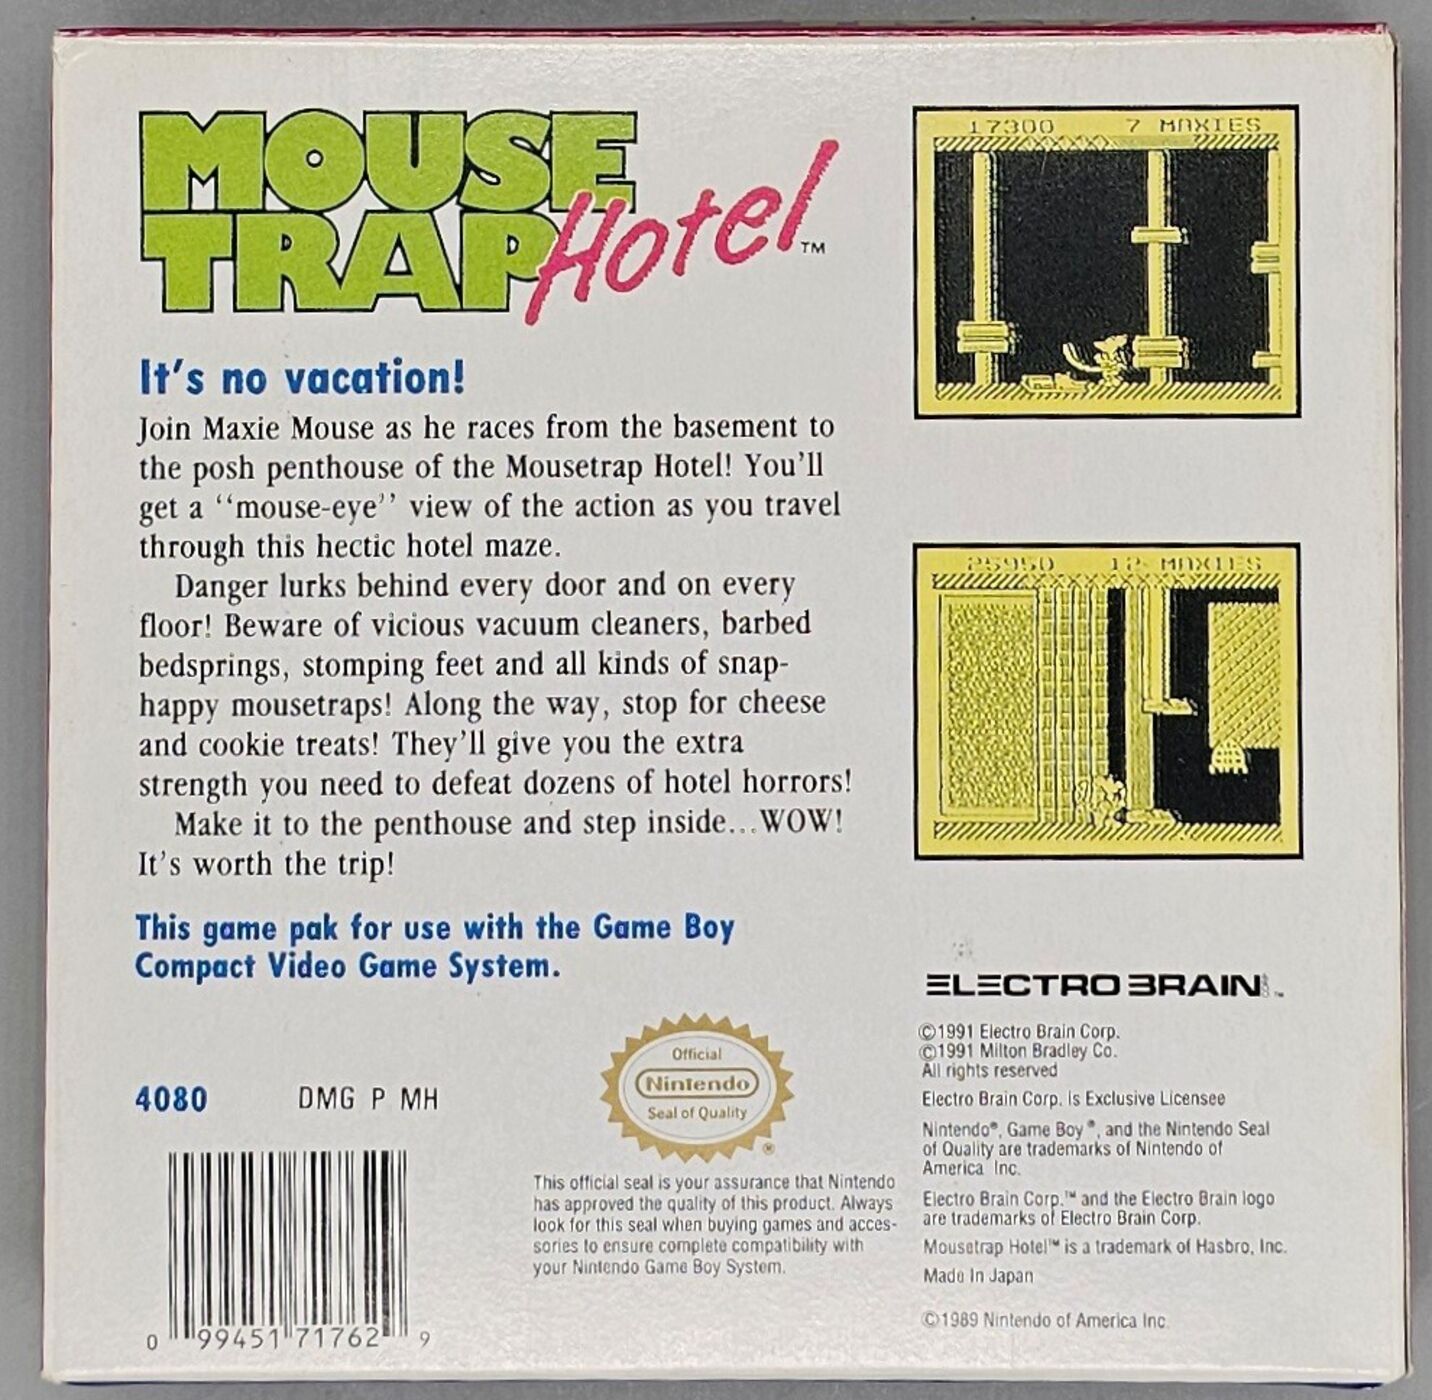 MOUSE
TRAP Hotel™
It's no vacation!
Join Maxie Mouse as he races from the basement to
the posh penthouse of the Mousetrap Hotel! You'll
get a “mouse-eye” view of the action as you travel
through this hectic hotel maze.
Danger lurks behind every door and on every
floor! Beware of vicious vacuum cleaners, barbed
bedsprings, stomping feet and all kinds of snap-
happy mousetraps! Along the way, stop for cheese
and cookie treats! They'll give you the extra
strength you need to defeat dozens of hotel horrors!
Make it to the penthouse and step inside...WOW!
It's worth the trip!
This game pak for use with the Game Boy
Compact Video Game System.
4080 DMG P MH
0 99451 71762 9
Official
Nintendo
Seal of Quality
®
This official seal is your assurance that Nintendo
has approved the quality of this product. Always
look for this seal when buying games and acces-
sories to ensure complete compatibility with
your Nintendo Game Boy System.
17300 7 MAXIES
25950 12 MAXIES
ELECTRO BRAIN™
©1991 Electro Brain Corp.
©1991 Milton Bradley Co.
All rights reserved
Electro Brain Corp. Is Exclusive Licensee
Nintendo®, Game Boy®, and the Nintendo Seal
of Quality are trademarks of Nintendo of
America Inc.
Electro Brain Corp.™ and the Electro Brain logo
are trademarks of Electro Brain Corp.
Mousetrap Hotel™ is a trademark of Hasbro, Inc.
Made In Japan
©1989 Nintendo of America Inc.